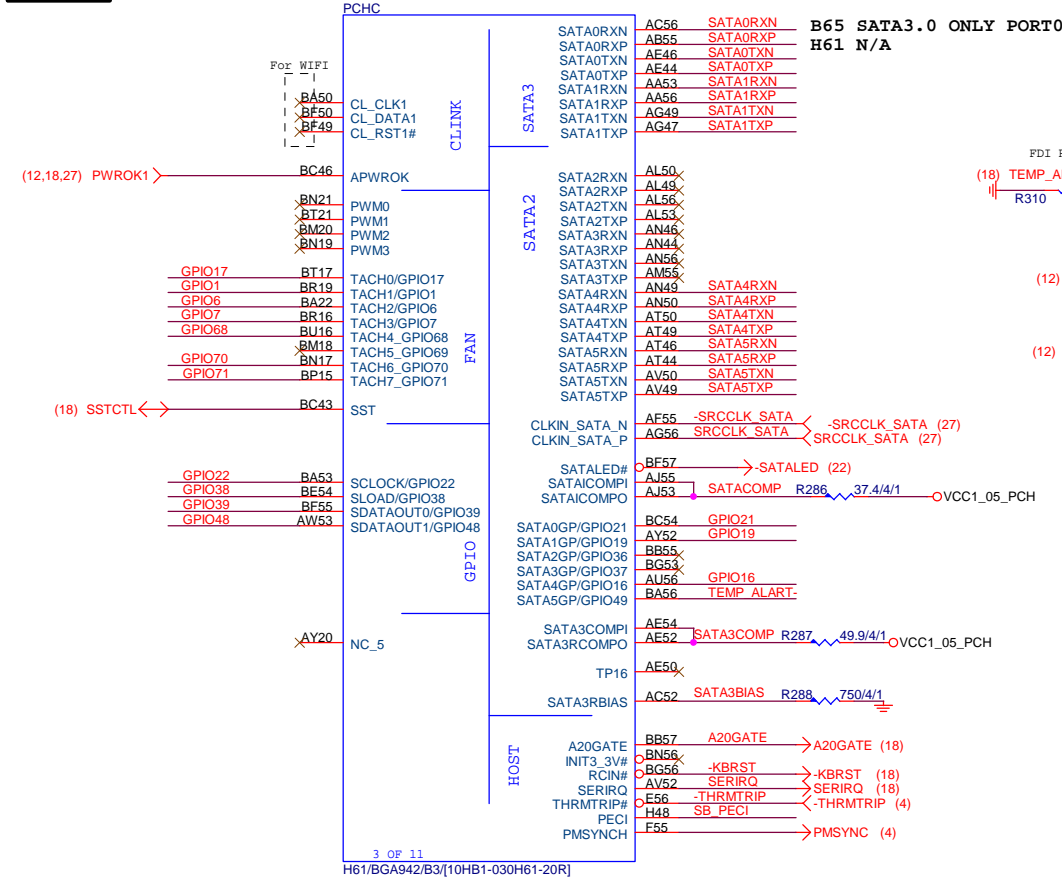 PCHC
B65 SATA3.0 ONLY PORT0
H61 N/A
For WIFI
BA50 CL_CLK1
BF50 CL_DATA1
BF49 CL_RST1#
(12,18,27) PWROK1 BC46 APWROK
BN21 PWM0
BT21 PWM1
BM20 PWM2
BN19 PWM3
GPIO17 BT17 TACH0/GPIO17
GPIO1 BR19 TACH1/GPIO1
GPIO6 BA22 TACH2/GPIO6
GPIO7 BR16 TACH3/GPIO7
GPIO68 BU16 TACH4_GPIO68
BM18 TACH5_GPIO69
GPIO70 BN17 TACH6_GPIO70
GPIO71 BP15 TACH7_GPIO71
(18) SSTCTL BC43 SST
GPIO22 BA53 SCLOCK/GPIO22
GPIO38 BE54 SLOAD/GPIO38
GPIO39 BF55 SDATAOUT0/GPIO39
GPIO48 AW53 SDATAOUT1/GPIO48
AY20 NC_5
CLINK
FAN
GPIO
SATA3
SATA2
HOST
SATA0RXN AC56 SATA0RXN
SATA0RXP AB55 SATA0RXP
SATA0TXN AE46 SATA0TXN
SATA0TXP AE44 SATA0TXP
SATA1RXN AA53 SATA1RXN
SATA1RXP AA56 SATA1RXP
SATA1TXN AG49 SATA1TXN
SATA1TXP AG47 SATA1TXP
SATA2RXN AL50
SATA2RXP AL49
SATA2TXN AL56
SATA2TXP AL53
SATA3RXN AN46
SATA3RXP AN44
SATA3TXN AN56
SATA3TXP AM55
SATA4RXN AN49 SATA4RXN
SATA4RXP AN50 SATA4RXP
SATA4TXN AT50 SATA4TXN
SATA4TXP AT49 SATA4TXP
SATA5RXN AT46 SATA5RXN
SATA5RXP AT44 SATA5RXP
SATA5TXN AV50 SATA5TXN
SATA5TXP AV49 SATA5TXP
CLKIN_SATA_N AF55 -SRCCLK_SATA -SRCCLK_SATA (27)
CLKIN_SATA_P AG56 SRCCLK_SATA SRCCLK_SATA (27)
SATALED# BF57 -SATALED (22)
SATAICOMPI AJ55
SATAICOMPO AJ53 SATACOMP R286 37.4/4/1 VCC1_05_PCH
SATA0GP/GPIO21 BC54 GPIO21
SATA1GP/GPIO19 AY52 GPIO19
SATA2GP/GPIO36 BB55
SATA3GP/GPIO37 BG53
SATA4GP/GPIO16 AU56 GPIO16
SATA5GP/GPIO49 BA56 TEMP_ALART-
SATA3COMPI AE54
SATA3RCOMPO AE52 SATA3COMP R287 49.9/4/1 VCC1_05_PCH
TP16 AE50
SATA3RBIAS AC52 SATA3BIAS R288 750/4/1
A20GATE BB57 A20GATE A20GATE (18)
INIT3_3V# BN56
RCIN# BG56 -KBRST -KBRST (18)
SERIRQ AV52 SERIRQ SERIRQ (18)
THRMTRIP# E56 -THRMTRIP -THRMTRIP (4)
PECI H48 SB_PECI
PMSYNCH F55 PMSYNC (4)
3 OF 11
H61/BGA942/B3/[10HB1-030H61-20R]
FDI
(18) TEMP_A
R310
(12)
(12)